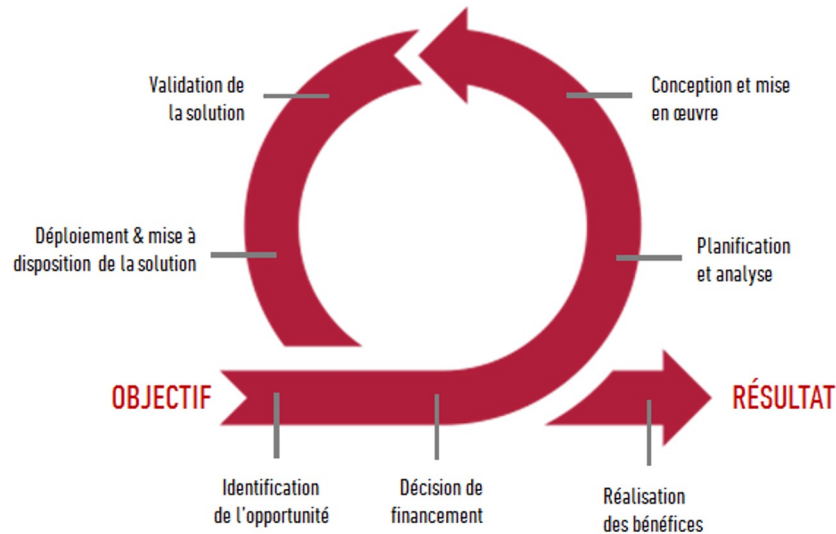 Validation de
la solution
Conception et mise
en œuvre
Déploiement & mise à
disposition de la solution
Planification
et analyse
OBJECTIF
RÉSULTAT
Identification
de l'opportunité
Décision de
financement
Réalisation
des bénéfices